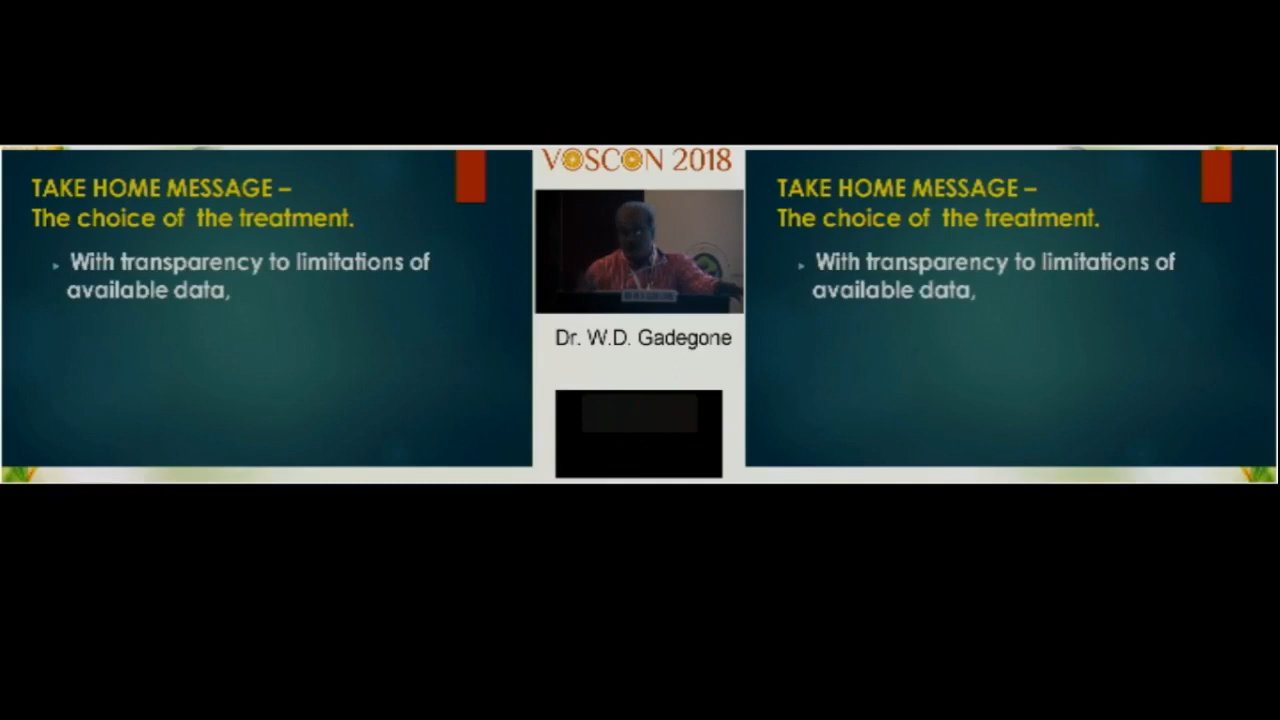 TAKE HOME MESSAGE –
The choice of the treatment.
With transparency to limitations of
available data,
VOSCON 2018
Dr. W.D. Gadegone
TAKE HOME MESSAGE –
The choice of the treatment.
With transparency to limitations of
available data,